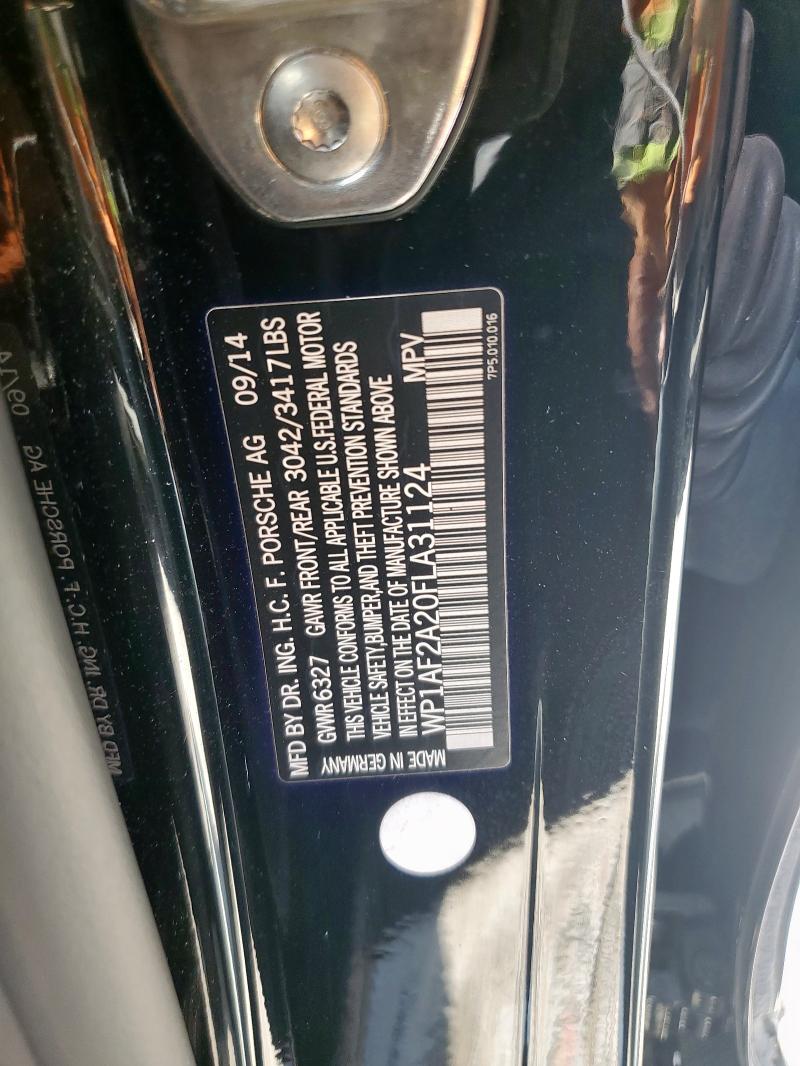 MFD BY DR. ING. H.C. F. PORSCHE AG 09/14
GVWR 6327 GAWR FRONT/REAR 3042/3417LBS
THIS VEHICLE CONFORMS TO ALL APPLICABLE U.S.FEDERAL MOTOR
VEHICLE SAFETY,BUMPER,AND THEFT PREVENTION STANDARDS
IN EFFECT ON THE DATE OF MANUFACTURE SHOWN ABOVE
WP1AF2A20FLA31124 MPV
7P5.010.016
MADE IN GERMANY
MFD BY DR. ING. H.C. F. PORSCHE AG 09/14